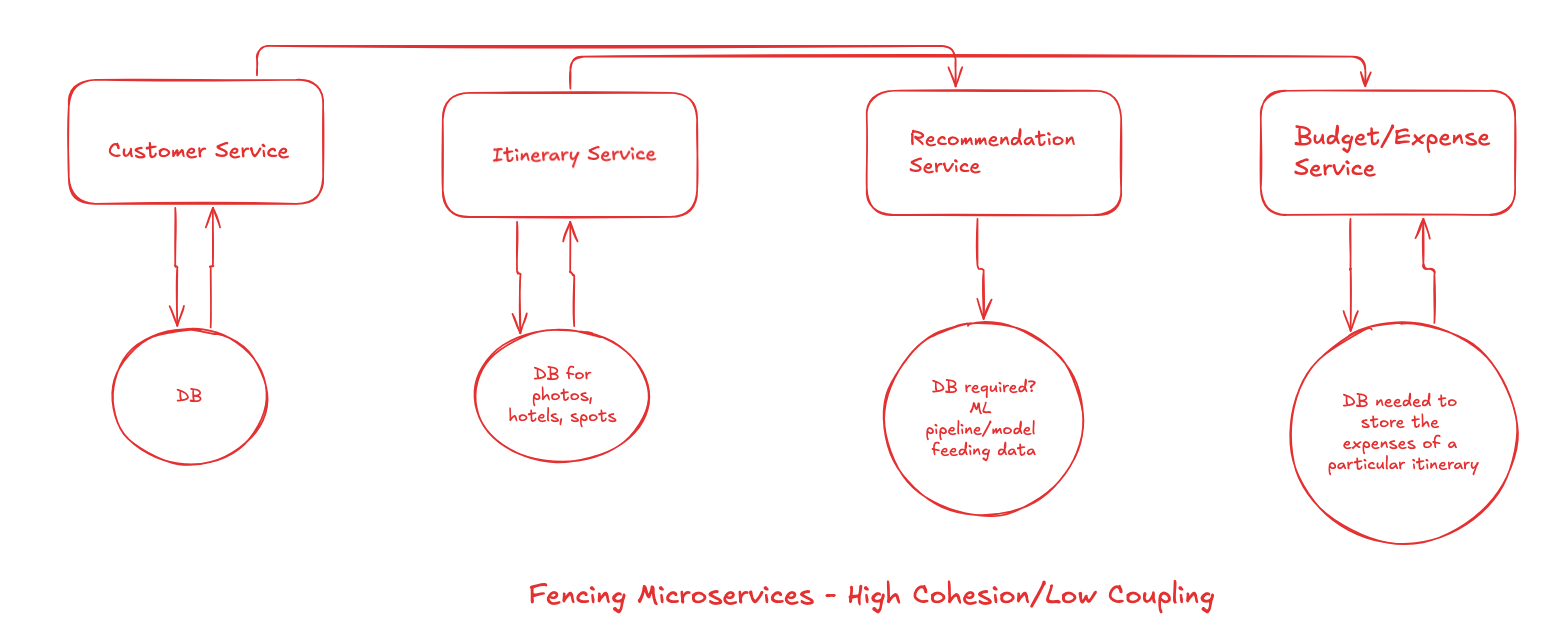 Customer Service
Itinerary Service
Recommendation
Service
Budget/Expense
Service
DB
DB for
photos,
hotels, spots
DB required?
ML
pipeline/model
feeding data
DB needed to
store the
expenses of a
particular itinerary
Fencing Microservices - High Cohesion/Low Coupling